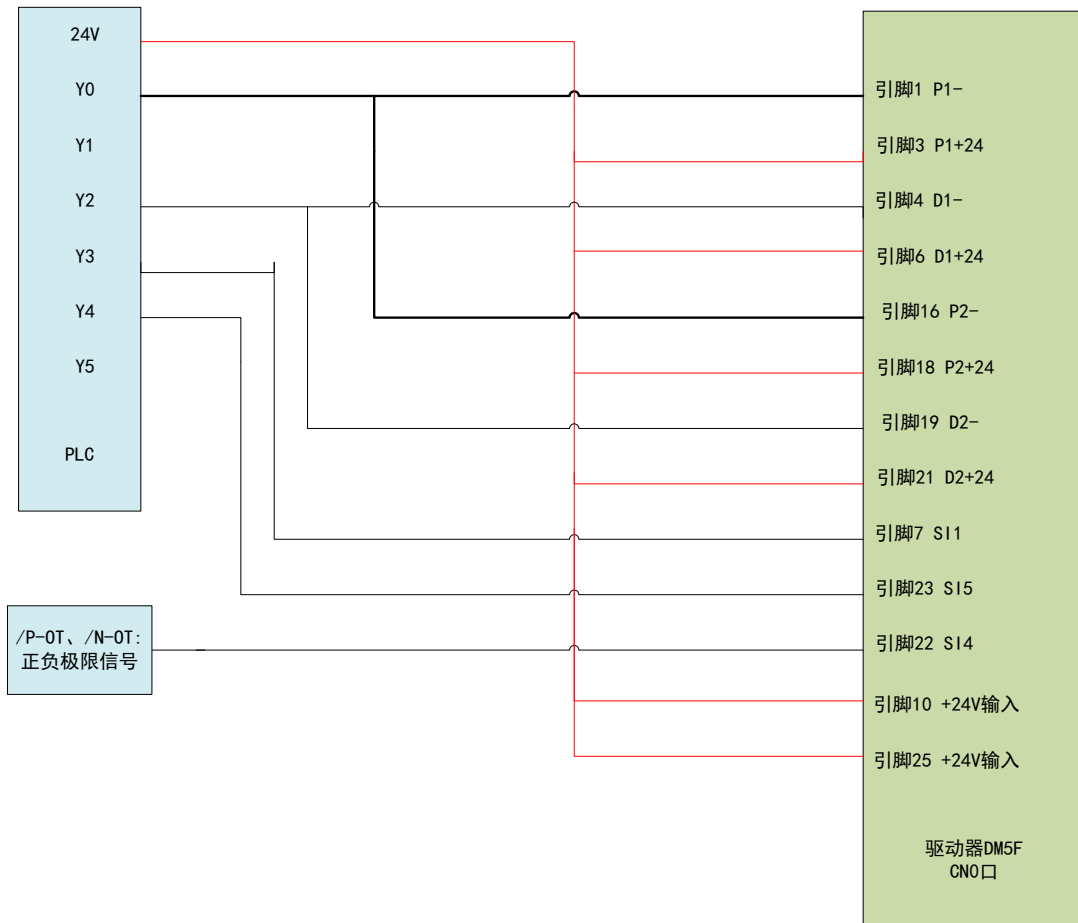 24V
Y0
Y1
Y2
Y3
Y4
Y5
PLC
/P-OT、/N-OT:
正负极限信号
引脚1 P1-
引脚3 P1+24
引脚4 D1-
引脚6 D1+24
引脚16 P2-
引脚18 P2+24
引脚19 D2-
引脚21 D2+24
引脚7 SI1
引脚23 SI5
引脚22 SI4
引脚10 +24V输入
引脚25 +24V输入
驱动器DM5F
CN0口